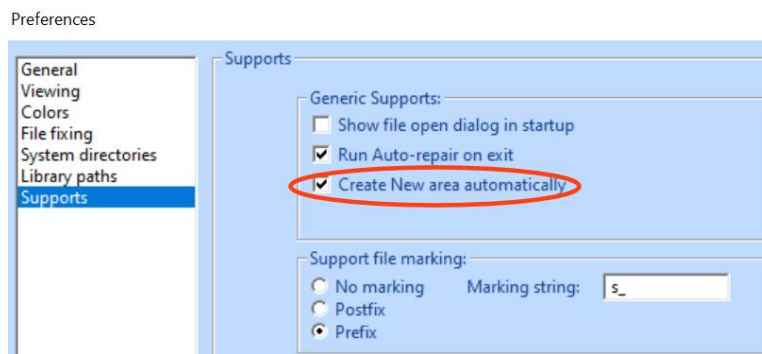 Preferences
General
Viewing
Colors
File fixing
System directories
Library paths
Supports
Supports
Generic Supports:
Show file open dialog in startup
Run Auto-repair on exit
Create New area automatically
Support file marking:
No marking
Marking string:
s_
Postfix
Prefix